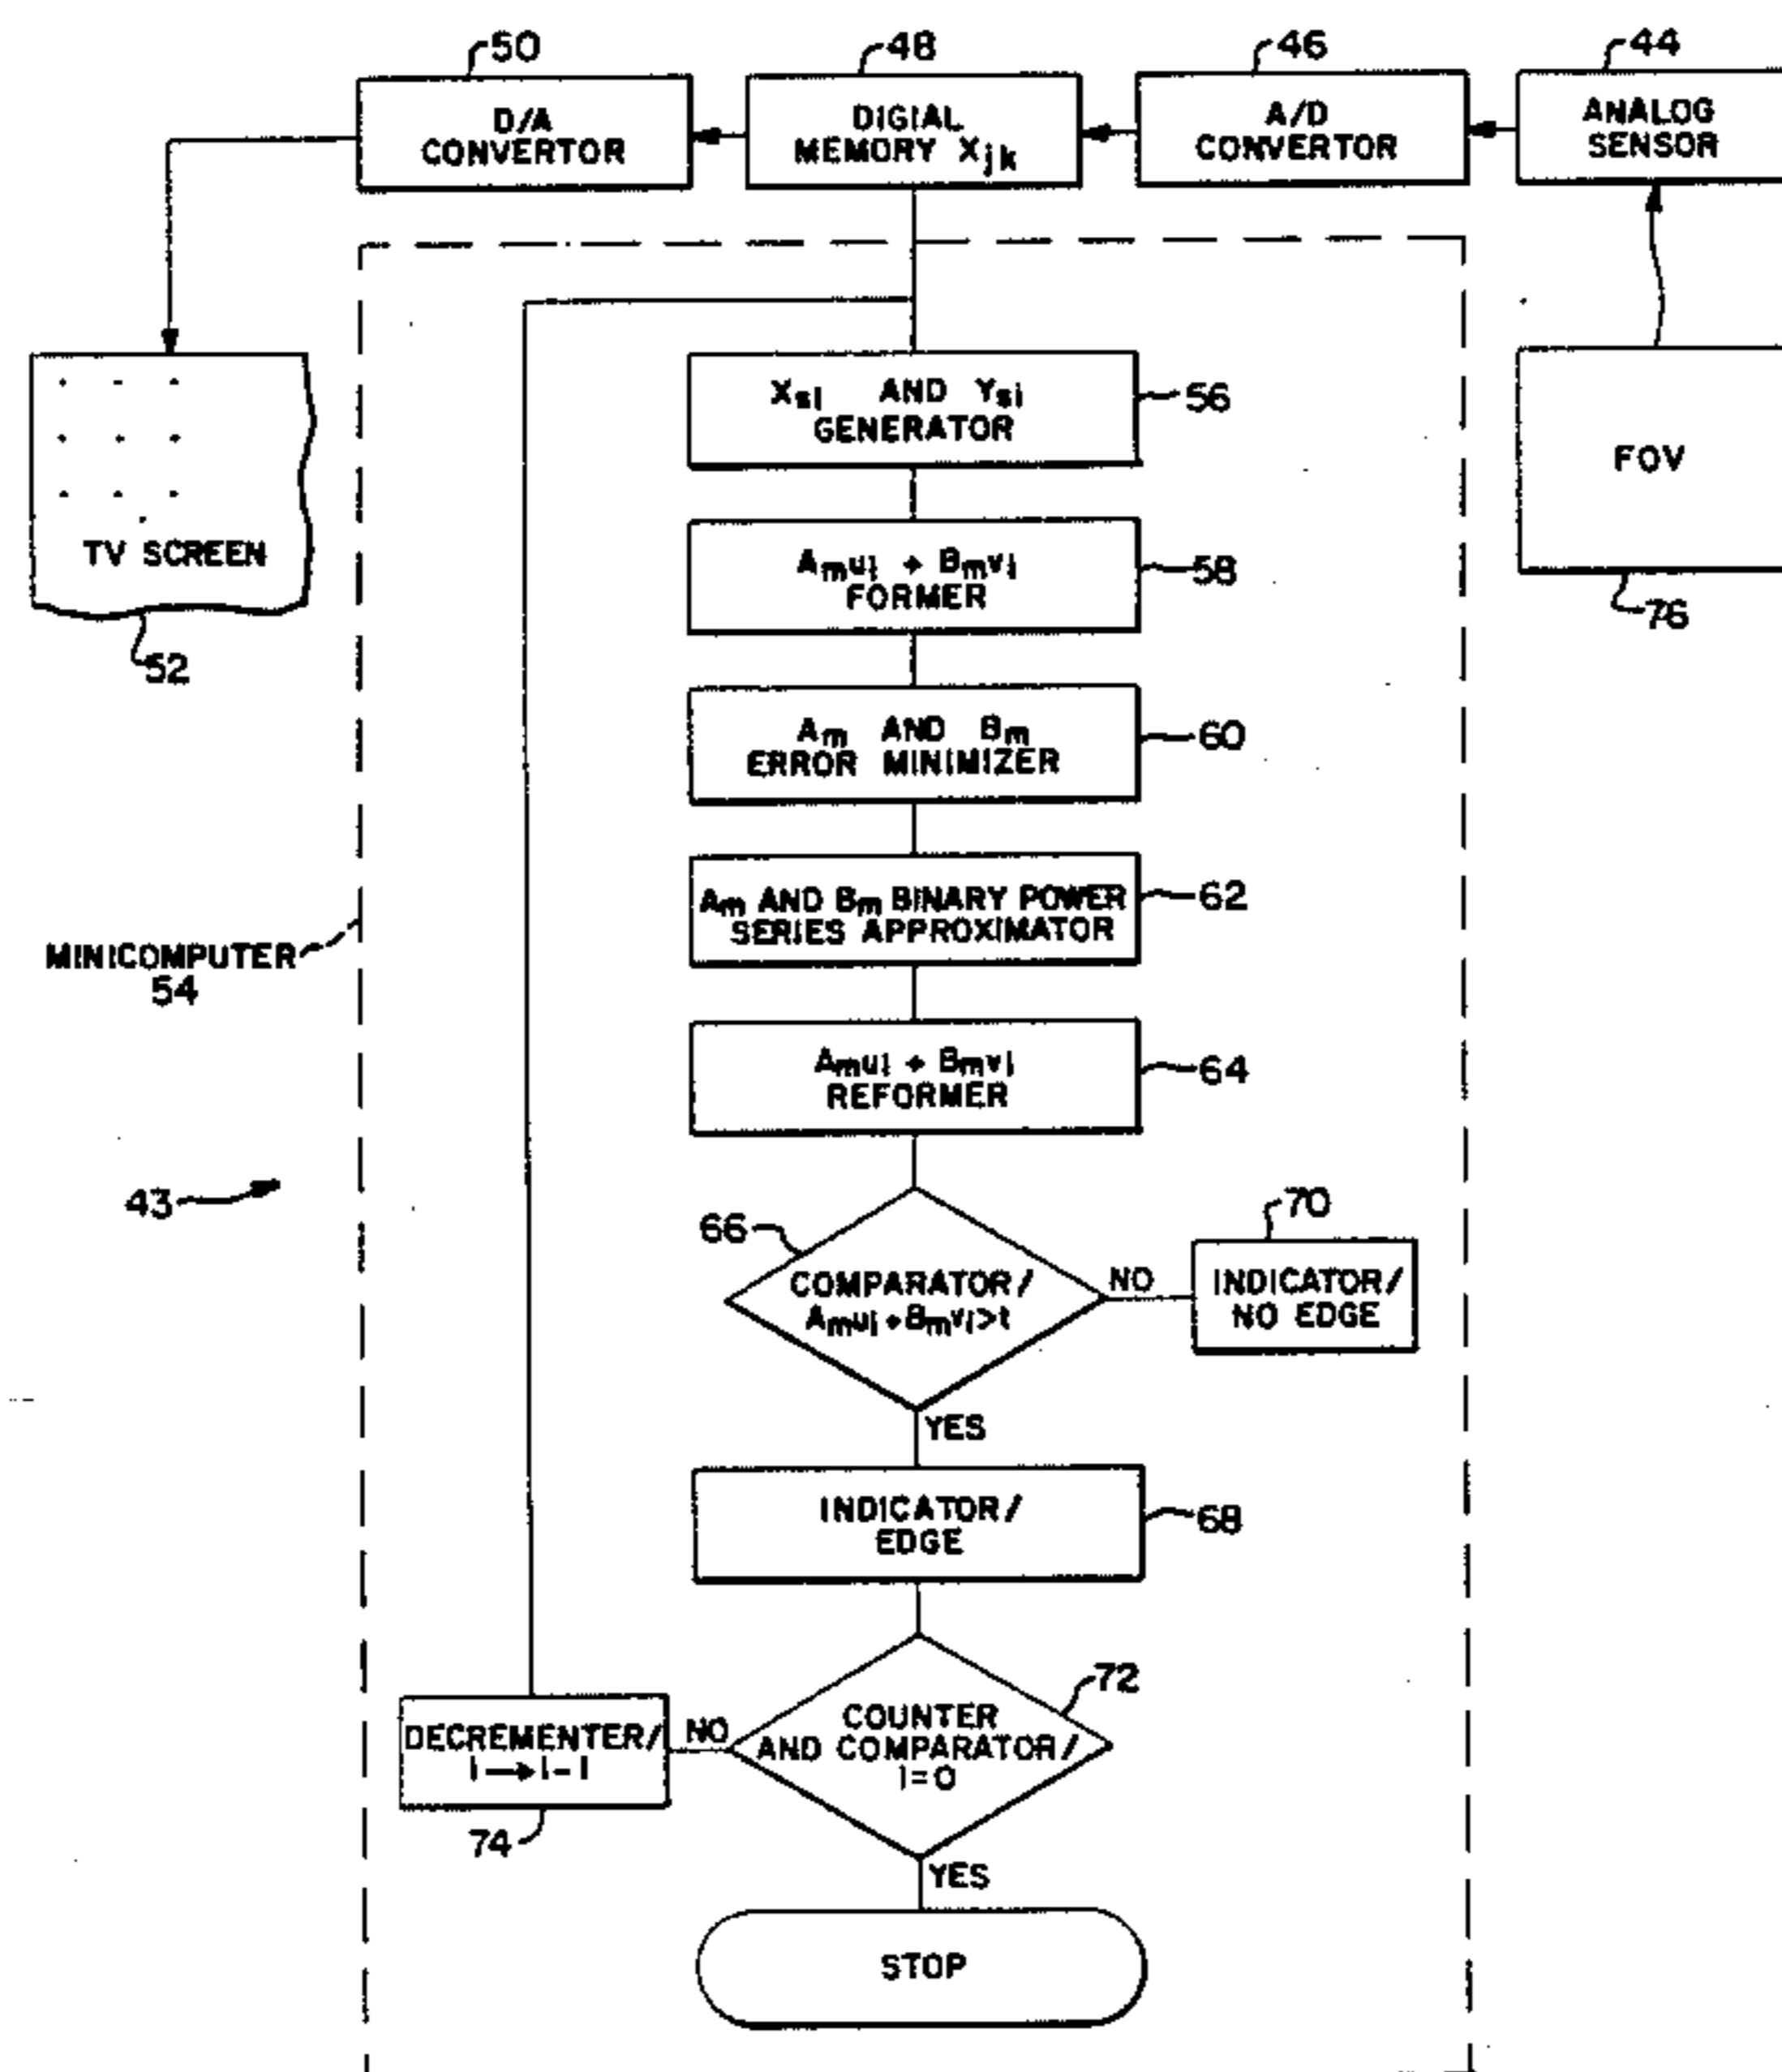 50
48
46
44
D/A
CONVERTOR
DIGIAL
MEMORY Xjk
A/D
CONVERTOR
ANALOG
SENSOR
Xsi AND Ysi
GENERATOR
56
FOV
76
TV SCREEN
52
Amui + Bmvi
FORMER
58
Am AND Bm
ERROR MINIMIZER
60
Am AND Bm BINARY POWER
SERIES APPROXIMATOR
62
MINICOMPUTER
54
Amui + Bmvi
REFORMER
64
43
66
COMPARATOR/
Amui + Bmvi > t
NO
70
INDICATOR/
NO EDGE
YES
INDICATOR/
EDGE
68
72
COUNTER
AND COMPARATOR/
i=0
NO
DECREMENTER/
i→i-1
74
YES
STOP